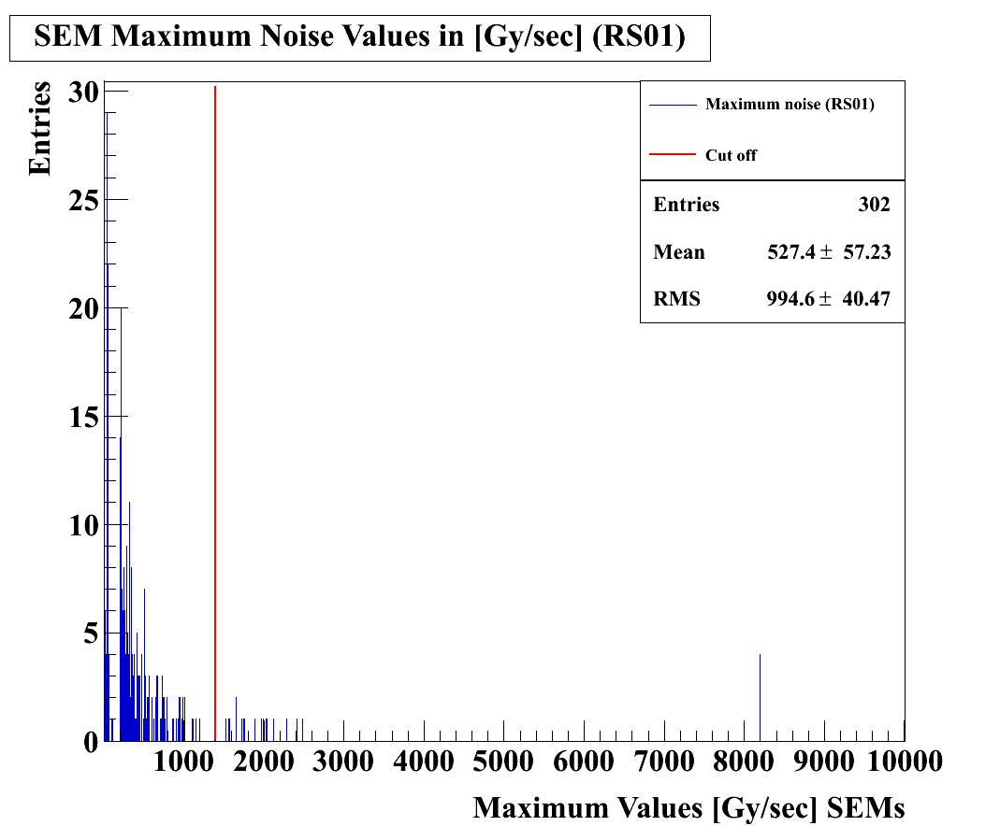 SEM Maximum Noise Values in [Gy/sec] (RS01)
Entries
30
25
20
15
10
5
0
Maximum noise (RS01)
Cut off
Entries 302
Mean 527.4 ± 57.23
RMS 994.6 ± 40.47
1000 2000 3000 4000 5000 6000 7000 8000 9000 10000
Maximum Values [Gy/sec] SEMs